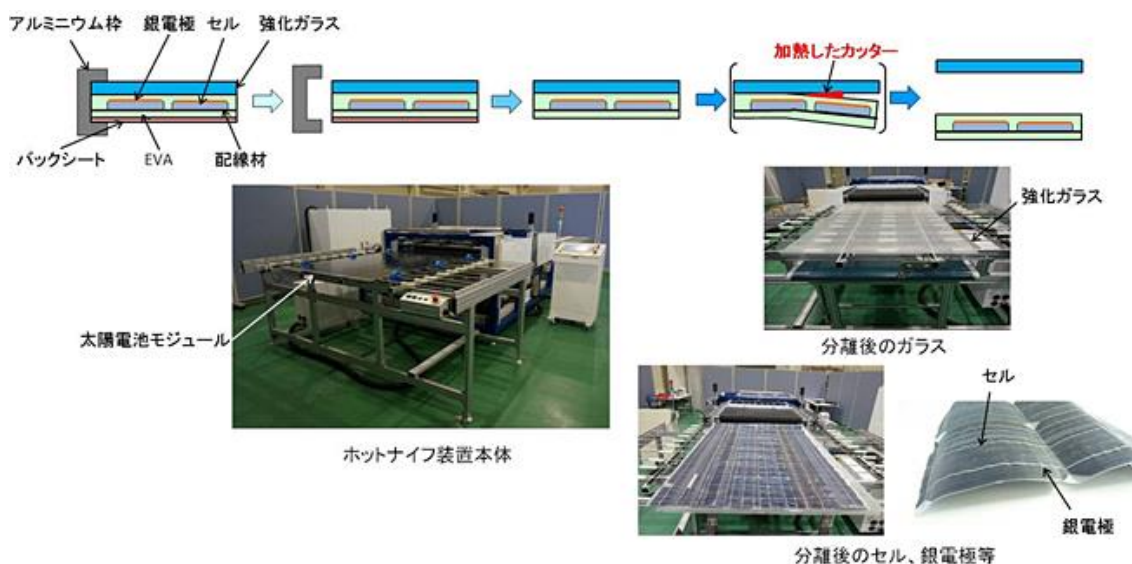 アルミニウム枠
銀電極
セル
強化ガラス
加熱したカッター
バックシート
EVA
配線材
強化ガラス
太陽電池モジュール
分離後のガラス
ホットナイフ装置本体
セル
銀電極
分離後のセル、銀電極等